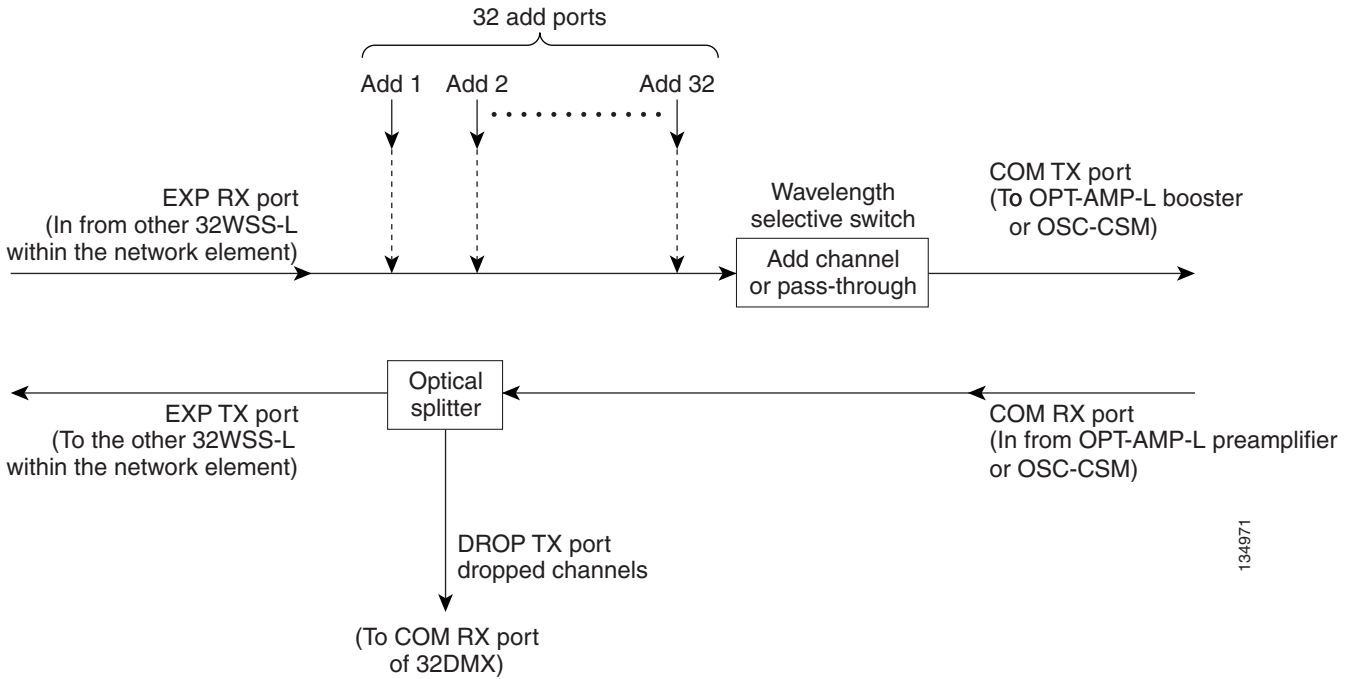 32 add ports
Add 1
Add 2
Add 32
EXP RX port
(In from other 32WSS-L
within the network element)
Wavelength
selective switch
Add channel
or pass-through
COM TX port
(To OPT-AMP-L booster
or OSC-CSM)
Optical
splitter
EXP TX port
(To the other 32WSS-L
within the network element)
COM RX port
(In from OPT-AMP-L preamplifier
or OSC-CSM)
DROP TX port
dropped channels
(To COM RX port
of 32DMX)
134971